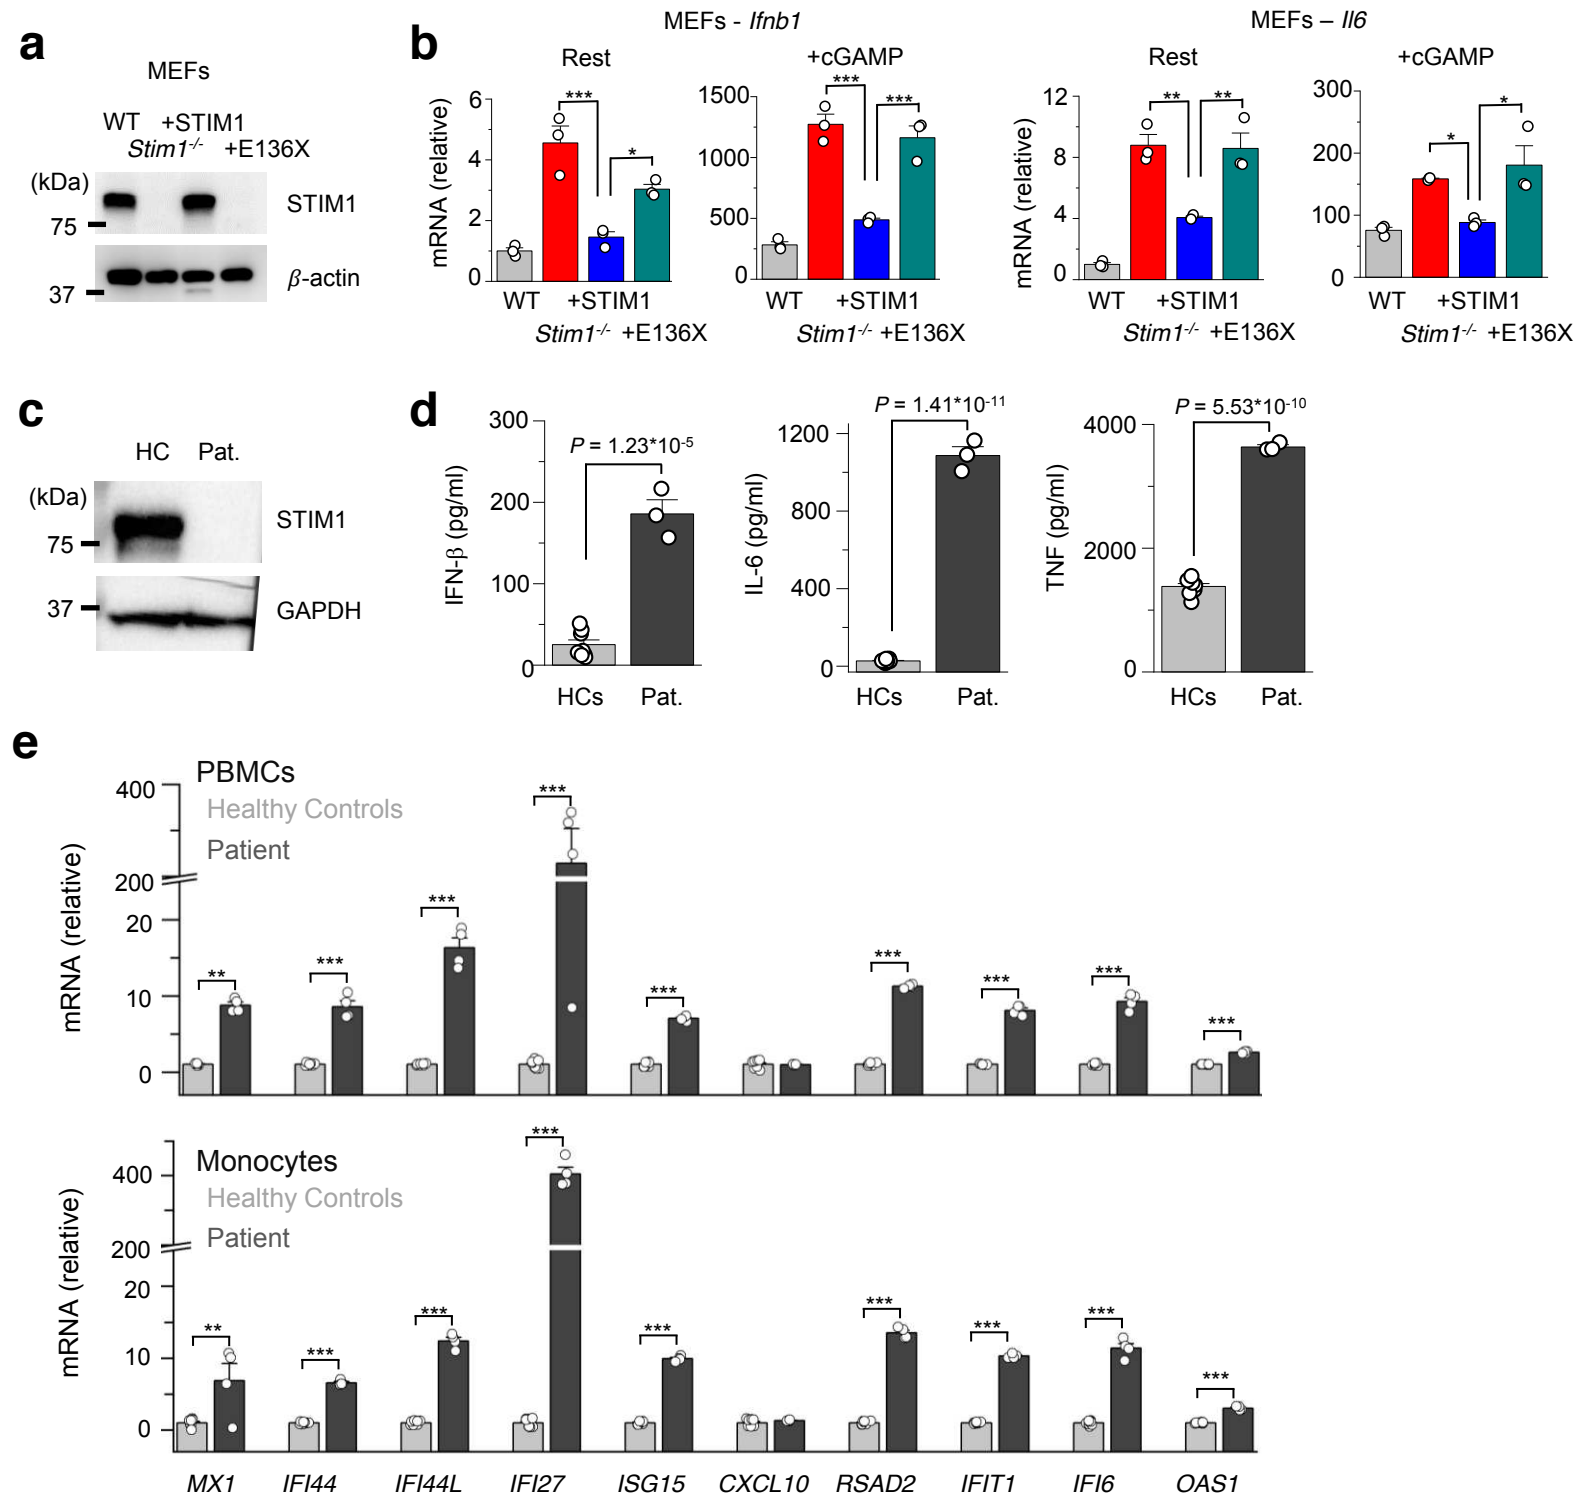 a
MEFs
WT +STIM1
Stim1-/- +E136X
(kDa)
STIM1
75
β-actin
37
b
MEFs - Ifnb1
MEFs – Il6
Rest
+cGAMP
Rest
+cGAMP
mRNA (relative)
6
4
2
0
***
*
1500
1000
500
0
***
***
mRNA (relative)
12
8
4
0
**
**
300
200
100
0
*
*
WT +STIM1
Stim1-/- +E136X
WT +STIM1
Stim1-/- +E136X
WT +STIM1
Stim1-/- +E136X
WT +STIM1
Stim1-/- +E136X
c
HC Pat.
(kDa)
STIM1
75
37
GAPDH
d
IFN-β (pg/ml)
300
200
100
0
P = 1.23*10-5
HCs Pat.
IL-6 (pg/ml)
1200
800
400
0
P = 1.41*10-11
HCs Pat.
TNF (pg/ml)
4000
2000
0
P = 5.53*10-10
HCs Pat.
e
PBMCs
Healthy Controls
Patient
mRNA (relative)
400
200
20
10
0
**
***
***
***
***
***
***
***
***
Monocytes
Healthy Controls
Patient
mRNA (relative)
400
200
20
10
0
**
***
***
***
***
***
***
***
***
MX1 IFI44 IFI44L IFI27 ISG15 CXCL10 RSAD2 IFIT1 IFI6 OAS1